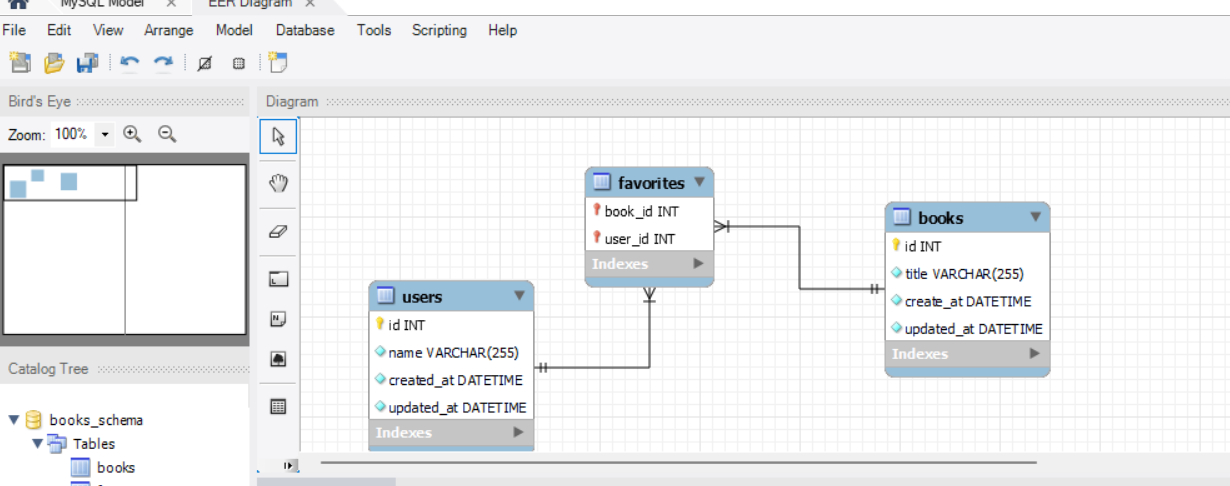 MySQL Model × EER Diagram ×
File Edit View Arrange Model Database Tools Scripting Help
Bird's Eye
Zoom: 100%
Diagram
favorites
book_id INT
user_id INT
Indexes
books
id INT
title VARCHAR(255)
create_at DATETIME
updated_at DATETIME
Indexes
users
id INT
name VARCHAR(255)
created_at DATETIME
updated_at DATETIME
Indexes
Catalog Tree
books_schema
Tables
books